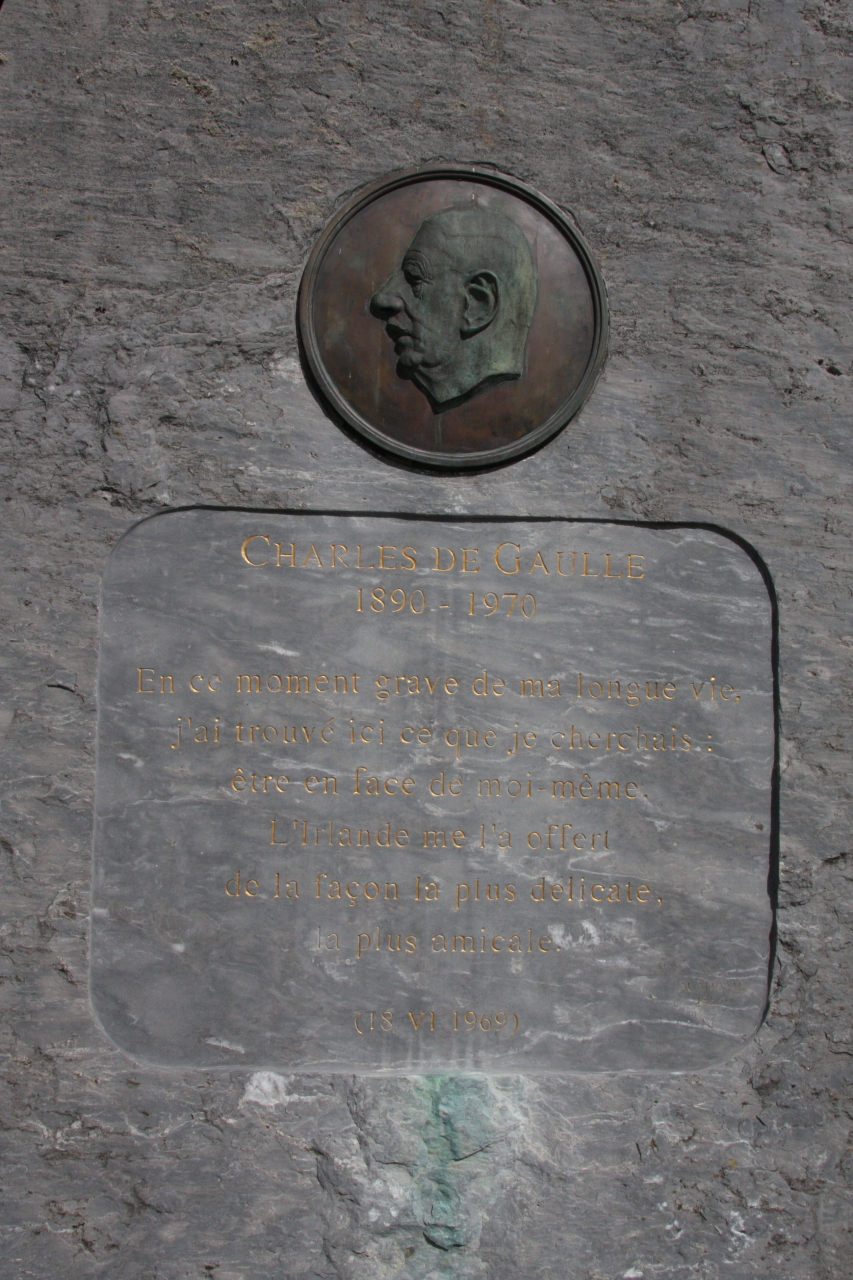 CHARLES DE GAULLE
1890 - 1970
En ce moment grave de ma longue vie,
j'ai trouvé ici ce que je cherchais :
être en face de moi-même.
L'Irlande me l'a offert
de la façon la plus délicate,
la plus amicale.
(18 VI 1969)